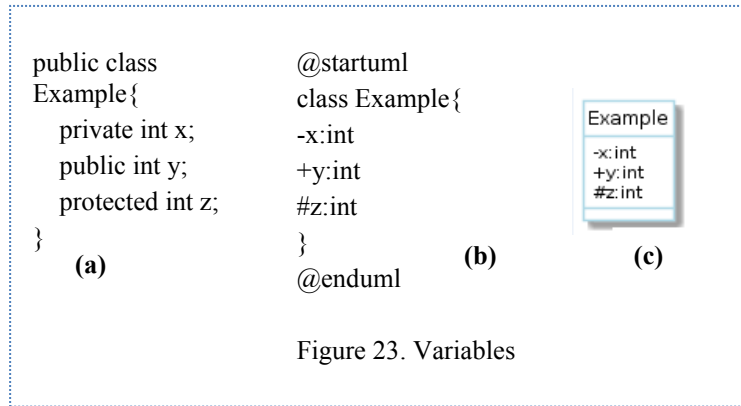 public class
Example{
private int x;
public int y;
protected int z;
}
(a)
@startuml
class Example{
-x:int
+y:int
#z:int
}
@enduml
(b)
Example
-x:int
+y:int
#z:int
(c)
Figure 23. Variables